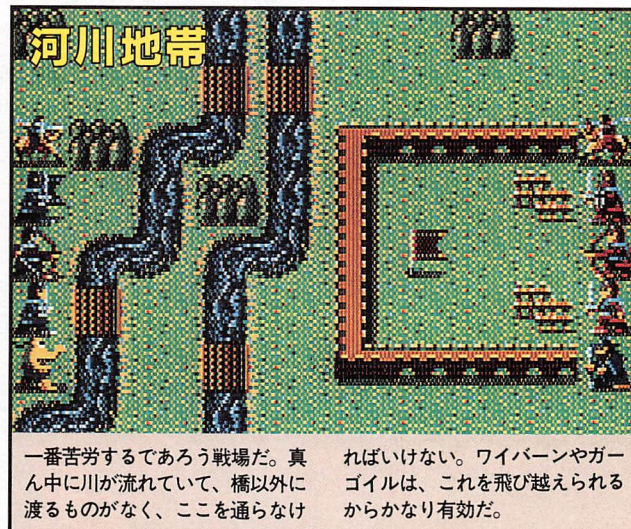 河川地帯
一番苦労するであろう戦場だ。真
ん中に川が流れていて、橋以外に
渡るものがなく、ここを通らなけ
ればいけない。ワイバーンやガー
ゴイルは、これを飛び越えられる
からかなり有効だ。